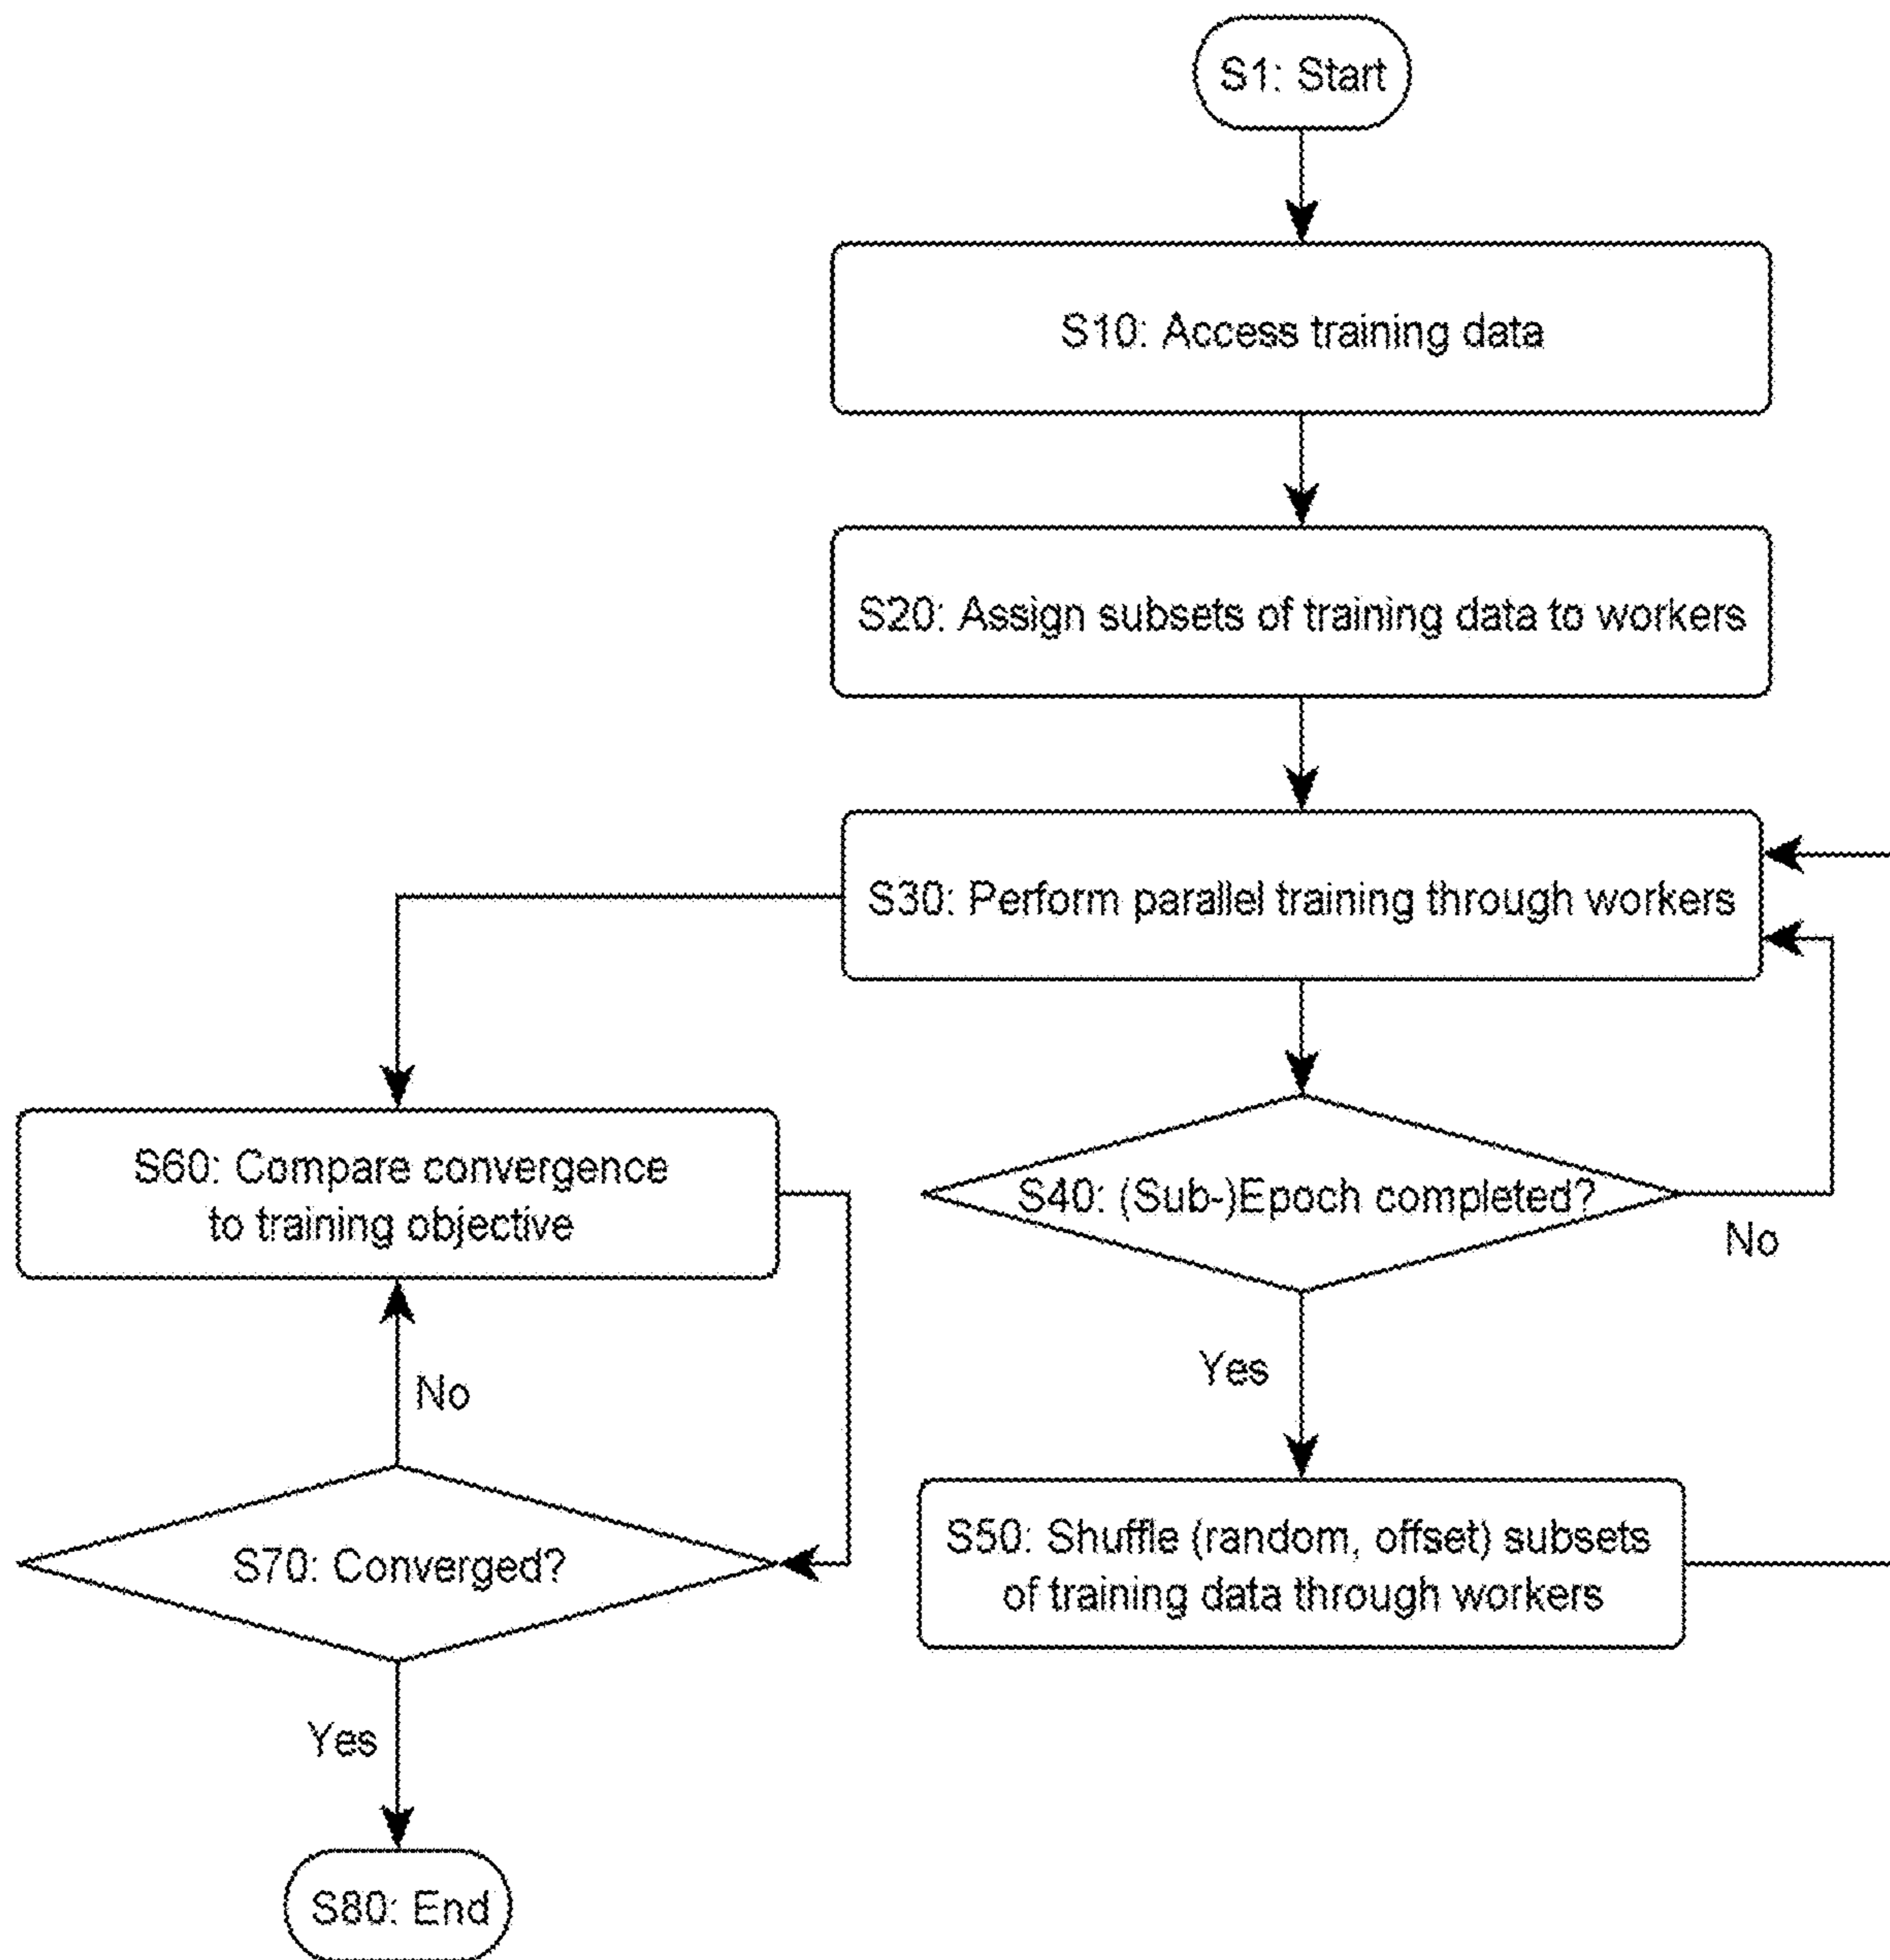 S1: Start
S10: Access training data
S20: Assign subsets of training data to workers
S30: Perform parallel training through workers
S60: Compare convergence
to training objective
S40: (Sub-)Epoch completed?
No
Yes
No
S50: Shuffle (random, offset) subsets
of training data through workers
S70: Converged?
Yes
S80: End